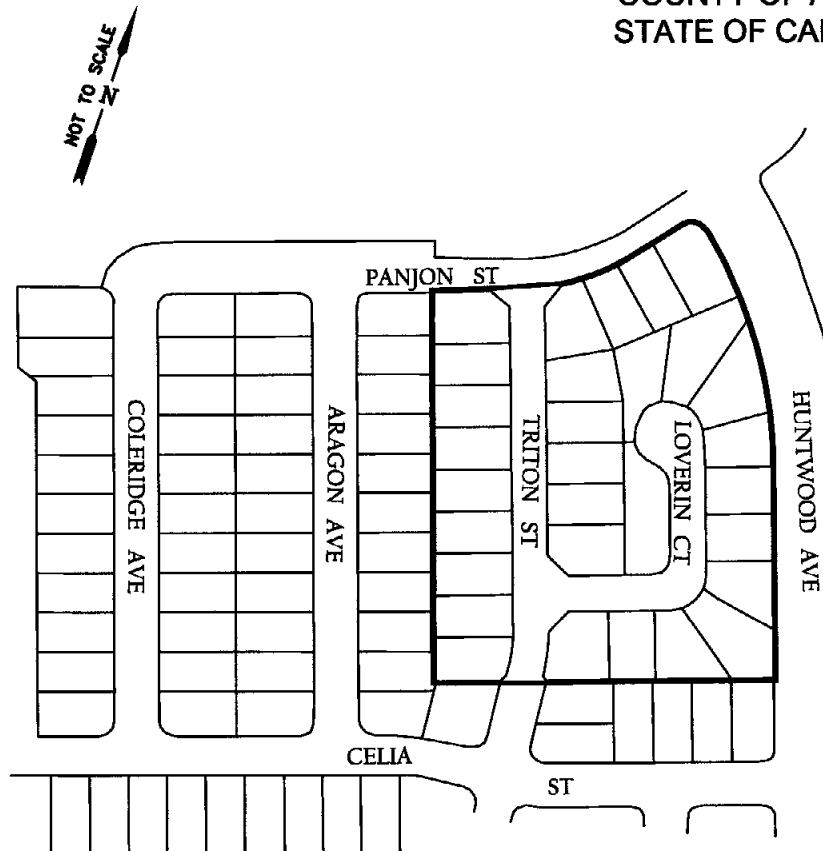 STATE OF CA
NOT TO SCALE
N
PANJON ST
COLERIDGE AVE
ARAGON AVE
TRITON ST
LOVERIN CT
HUNTWOOD AVE
CELIA
ST